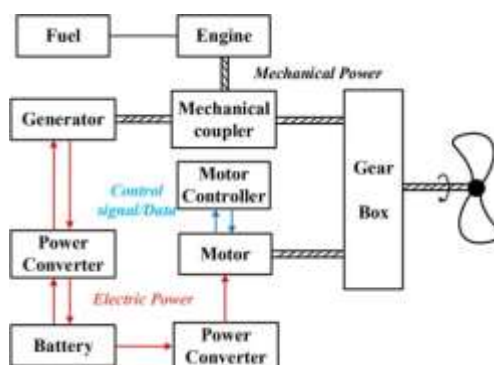 Fuel
Engine
Mechanical Power
Generator
Mechanical
coupler
Gear
Box
Control
signal/Data
Motor
Controller
Power
Converter
Motor
Electric Power
Battery
Power
Converter